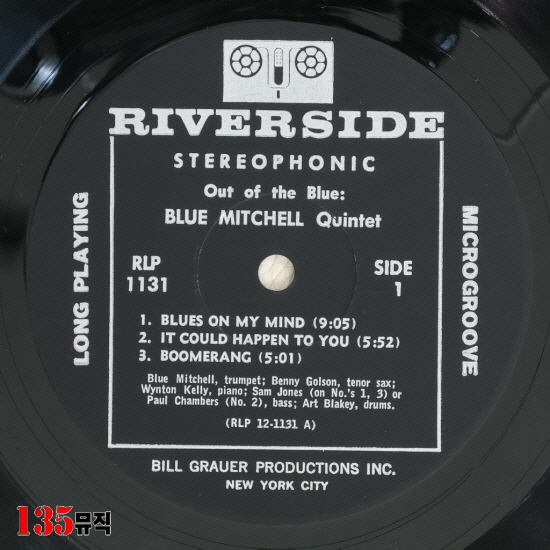 RIVERSIDE
STEREOPHONIC
Out of the Blue:
BLUE MITCHELL Quintet
LONG PLAYING
MICROGROOVE
RLP
1131
SIDE
1
1. BLUES ON MY MIND (9:05)
2. IT COULD HAPPEN TO YOU (5:52)
3. BOOMERANG (5:01)
Blue Mitchell, trumpet; Benny Golson, tenor sax;
Wynton Kelly, piano; Sam Jones (on No.'s 1, 3) or
Paul Chambers (No. 2), bass; Art Blakey, drums.
(RLP 12-1131 A)
BILL GRAUER PRODUCTIONS INC.
NEW YORK CITY
135뮤직